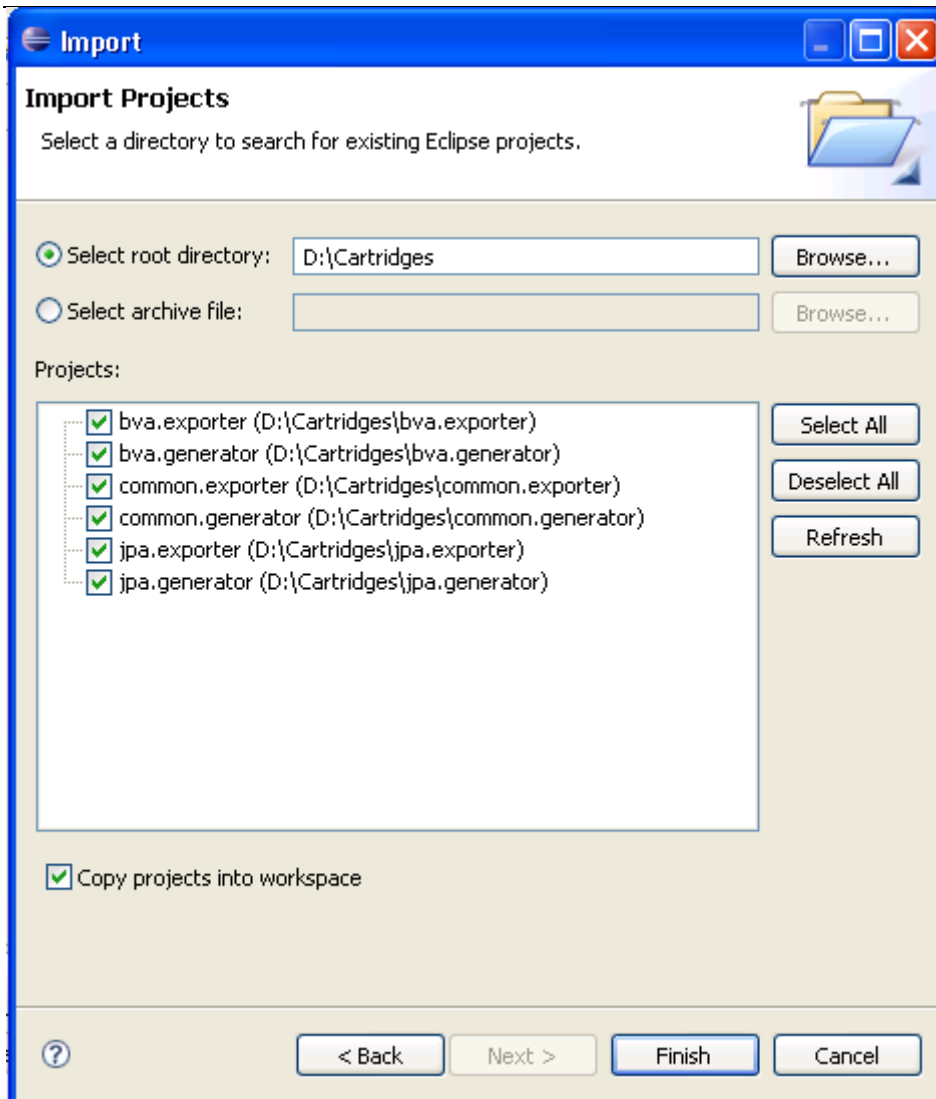 Import
Import Projects
Select a directory to search for existing Eclipse projects.
Select root directory: D:\Cartridges Browse...
Select archive file: Browse...
Projects:
bva.exporter (D:\Cartridges\bva.exporter)
bva.generator (D:\Cartridges\bva.generator)
common.exporter (D:\Cartridges\common.exporter)
common.generator (D:\Cartridges\common.generator)
jpa.exporter (D:\Cartridges\jpa.exporter)
jpa.generator (D:\Cartridges\jpa.generator)
Select All
Deselect All
Refresh
Copy projects into workspace
? < Back Next > Finish Cancel